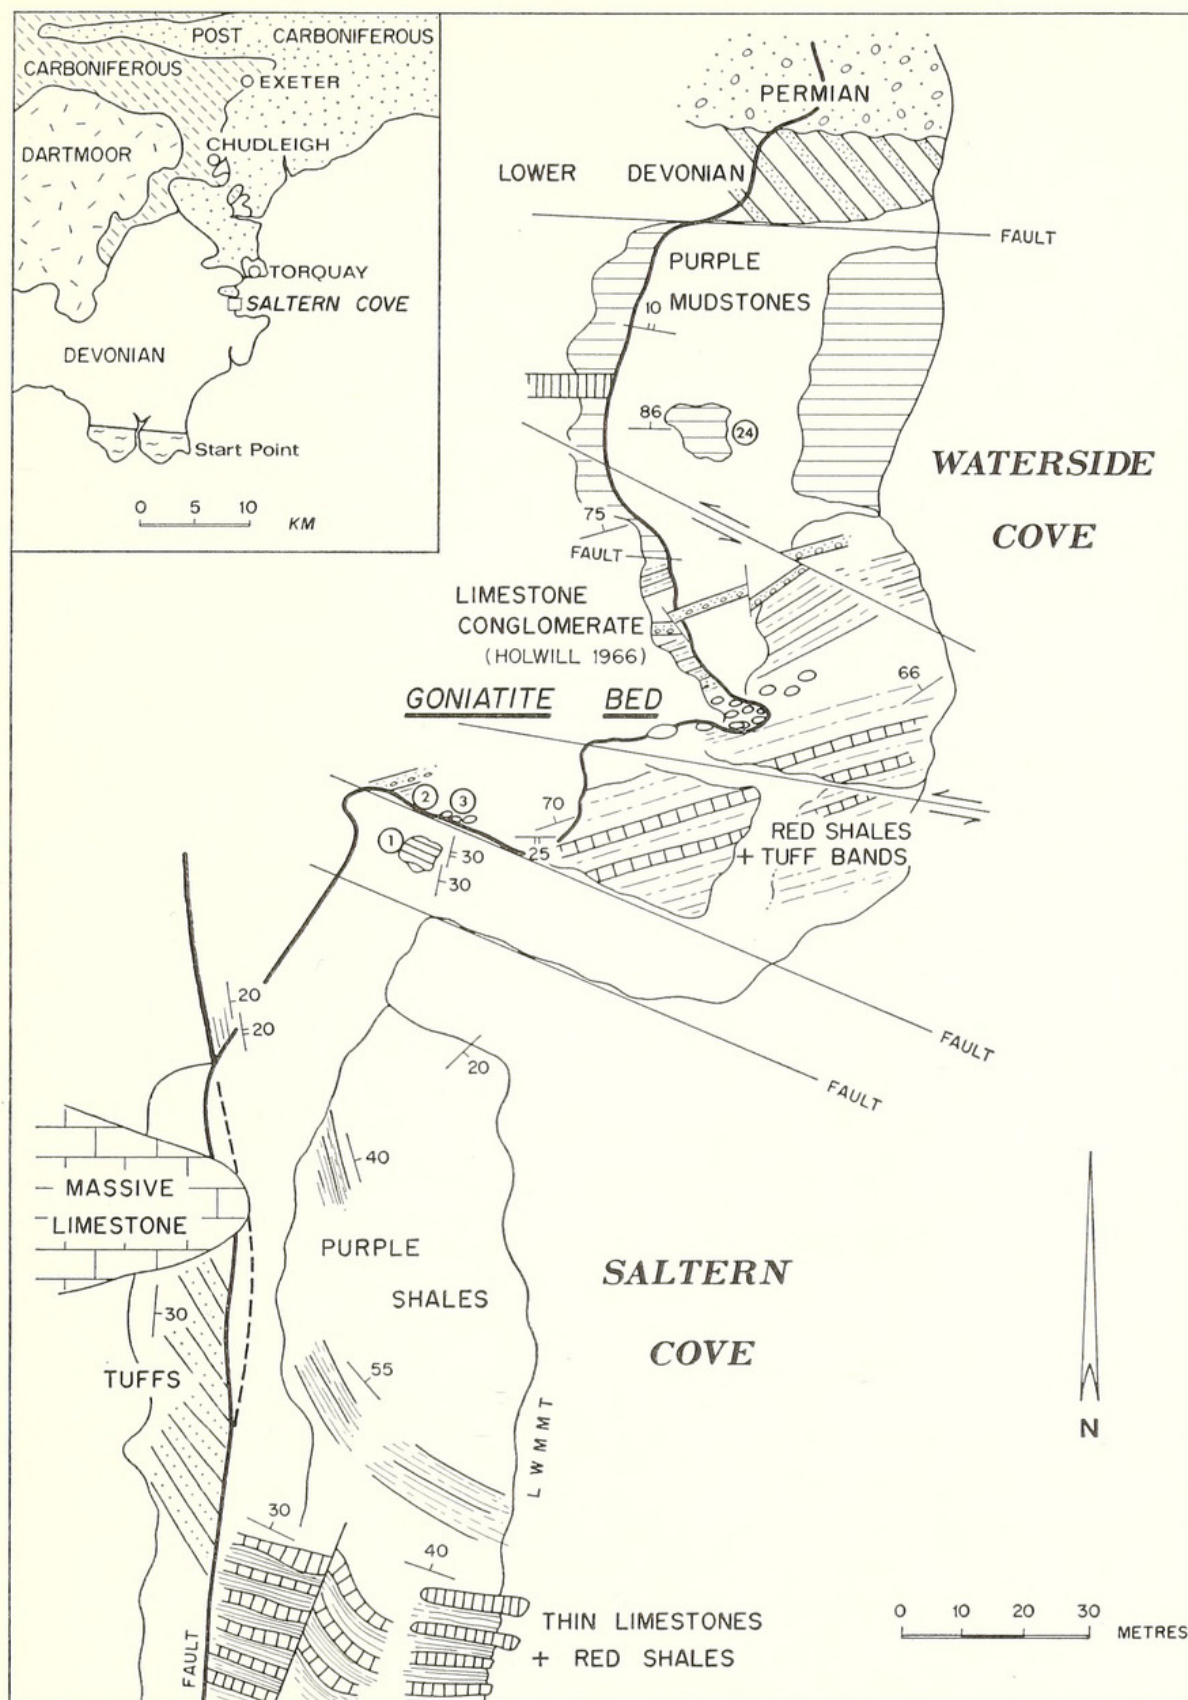 POST CARBONIFEROUS
CARBONIFEROUS
EXETER
DARTMOOR
CHUDLEIGH
TORQUAY
SALTERN COVE
DEVONIAN
Start Point
0 5 10
KM
PERMIAN
LOWER DEVONIAN
FAULT
PURPLE
MUDSTONES
10
86
24
WATERSIDE
COVE
75
FAULT
LIMESTONE
CONGLOMERATE
(HOLWILL 1966)
66
GONIATITE BED
2 3
70
1
30
25
30
RED SHALES
+ TUFF BANDS
20
20
FAULT
20
FAULT
40
MASSIVE
LIMESTONE
PURPLE
SHALES
SALTERN
COVE
30
TUFFS
55
LWMMT
N
30
40
FAULT
THIN LIMESTONES
+ RED SHALES
0 10 20 30
METRES